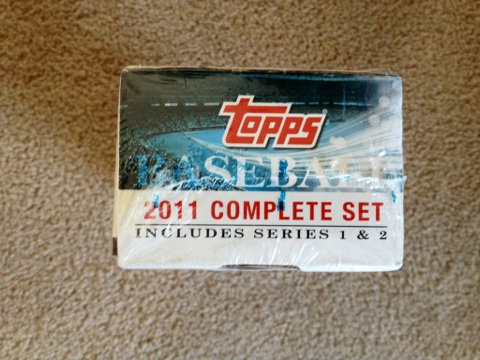 Topps
BASEBALL
2011 COMPLETE SET
INCLUDES SERIES 1 & 2